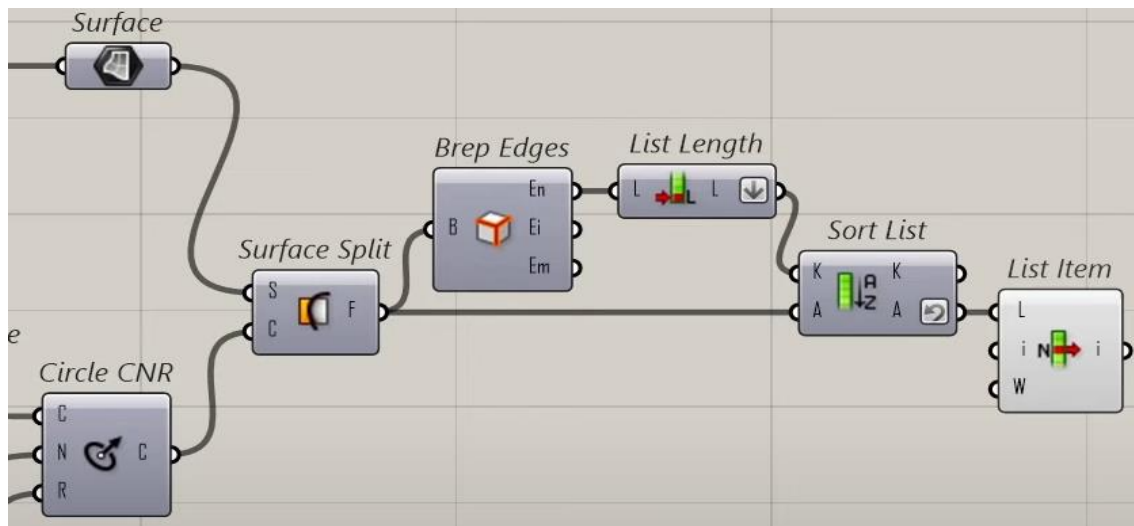 Surface
Brep Edges
List Length
B
En
Ei
Em
L
L
L
Surface Split
S
C
F
Sort List
K
A
A
Z
K
A
List Item
L
i
W
N
i
e
Circle CNR
C
N
R
C